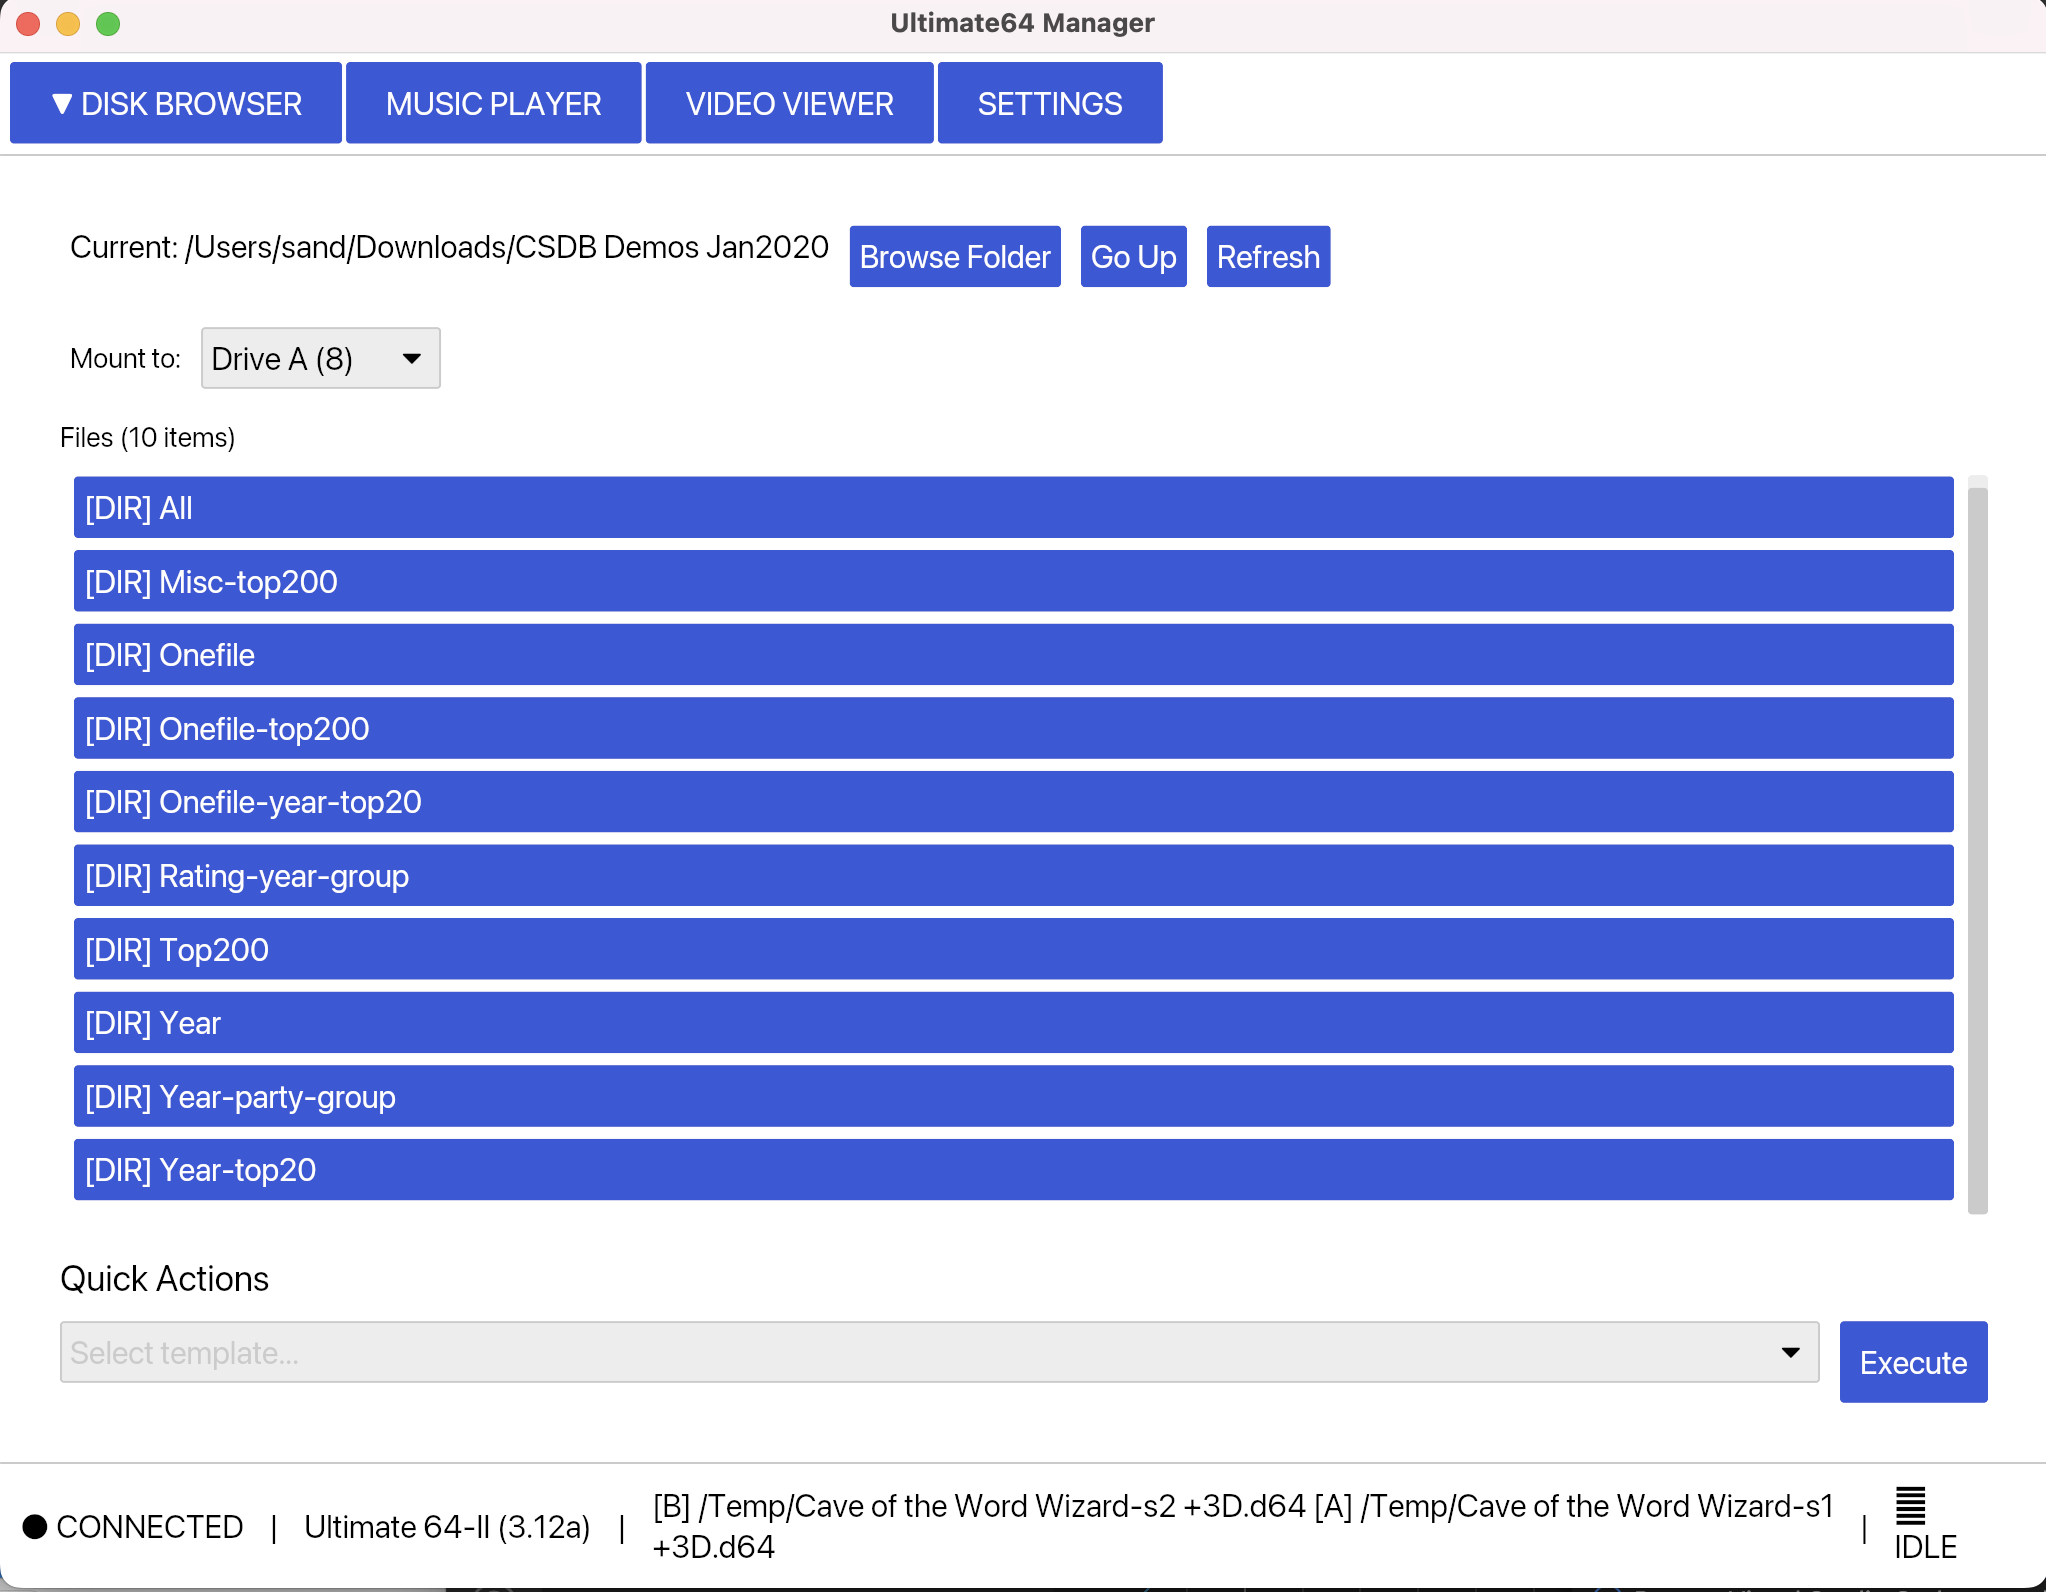 Ultimate64 Manager
▼ DISK BROWSER MUSIC PLAYER VIDEO VIEWER SETTINGS
Current: /Users/sand/Downloads/CSDB Demos Jan2020 Browse Folder Go Up Refresh
Mount to: Drive A (8)
Files (10 items)
[DIR] All
[DIR] Misc-top200
[DIR] Onefile
[DIR] Onefile-top200
[DIR] Onefile-year-top20
[DIR] Rating-year-group
[DIR] Top200
[DIR] Year
[DIR] Year-party-group
[DIR] Year-top20
Quick Actions
Select template... Execute
● CONNECTED | Ultimate 64-II (3.12a) | [B] /Temp/Cave of the Word Wizard-s2 +3D.d64 [A] /Temp/Cave of the Word Wizard-s1
+3D.d64 | IDLE